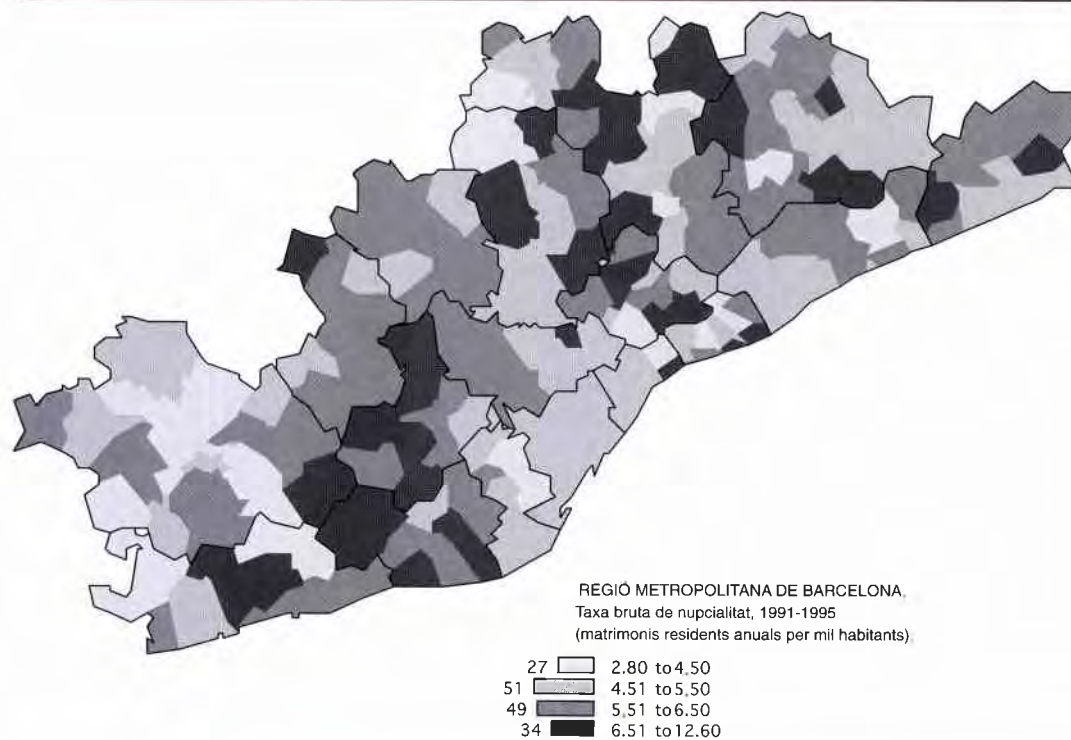 REGIÓ METROPOLITANA DE BARCELONA.
Taxa bruta de nupcialitat, 1991-1995
(matrimonis residents anuals per mil habitants)
27 2.80 to 4.50
51 4.51 to 5.50
49 5.51 to 6.50
34 6.51 to 12.60